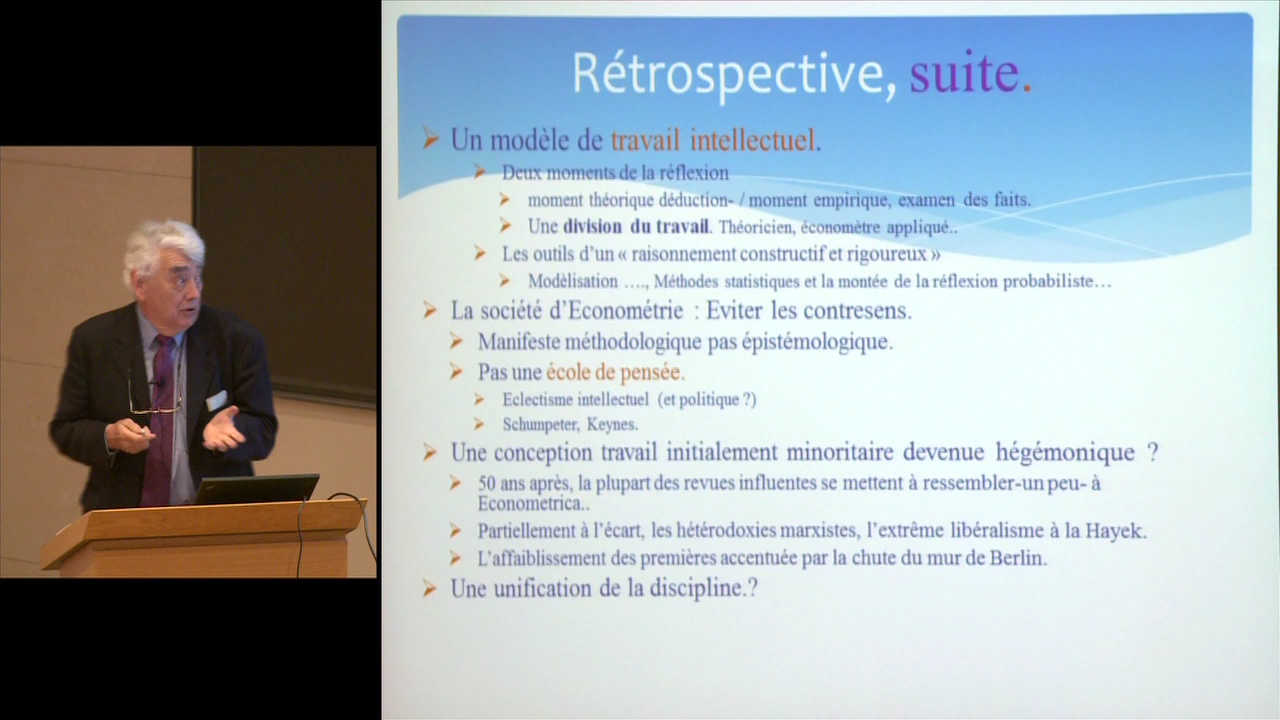 Rétrospective, suite.
Un modèle de travail intellectuel.
Deux moments de la réflexion
moment théorique déduction- / moment empirique, examen des faits.
Une division du travail. Théoricien, économètre appliqué..
Les outils d'un « raisonnement constructif et rigoureux »
Modèlisation …., Méthodes statistiques et la montée de la réflexion probabiliste…
La société d'Econométrie : Eviter les contresens.
Manifeste méthodologique pas épistémologique.
Pas une école de pensée.
Eclectisme intellectuel (et politique ?)
Schumpeter, Keynes.
Une conception travail initialement minoritaire devenue hégémonique ?
50 ans après, la plupart des revues influentes se mettent à ressembler-un peu- à
Econometrica..
Partiellement à l'écart, les hétérodoxies marxistes, l'extrême libéralisme à la Hayek.
L'affaiblissement des premières accentuée par la chute du mur de Berlin.
Une unification de la discipline.?